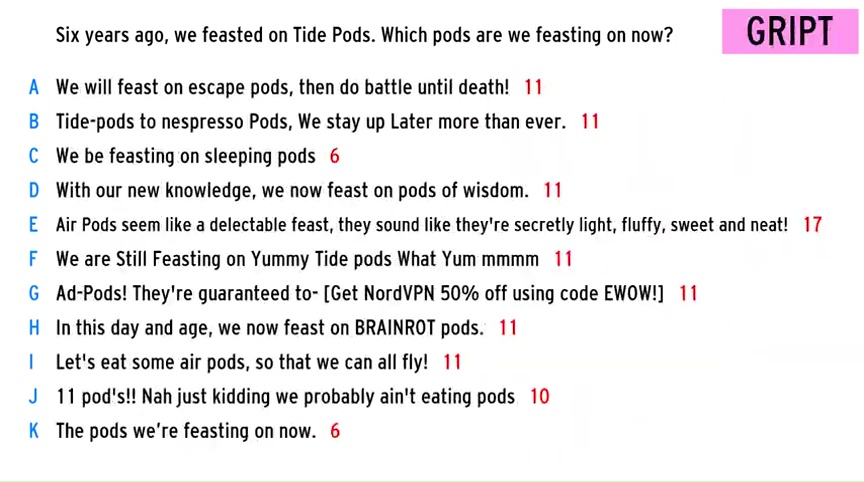 Six years ago, we feasted on Tide Pods. Which pods are we feasting on now?
GRIPT
A We will feast on escape pods, then do battle until death! 11
B Tide-pods to nespresso Pods, We stay up Later more than ever. 11
C We be feasting on sleeping pods 6
D With our new knowledge, we now feast on pods of wisdom. 11
E Air Pods seem like a delectable feast, they sound like they're secretly light, fluffy, sweet and neat! 17
F We are Still Feasting on Yummy Tide pods What Yum mmmm 11
G Ad-Pods! They're guaranteed to- [Get NordVPN 50% off using code EWOW!] 11
H In this day and age, we now feast on BRAINROT pods. 11
I Let's eat some air pods, so that we can all fly! 11
J 11 pod's!! Nah just kidding we probably ain't eating pods 10
K The pods we’re feasting on now. 6